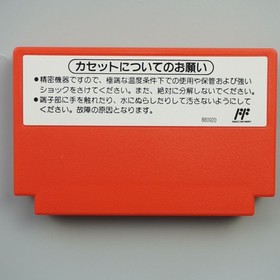 カセットについてのお願い
●精密機器ですので、極端な温度条件下での使用や保管および強い
ショックをさけてください。また、絶対に分解しないでください。
●端子部に手を触れたり、水にぬらしたりして汚さないようにして
ください。故障の原因となります。
880920